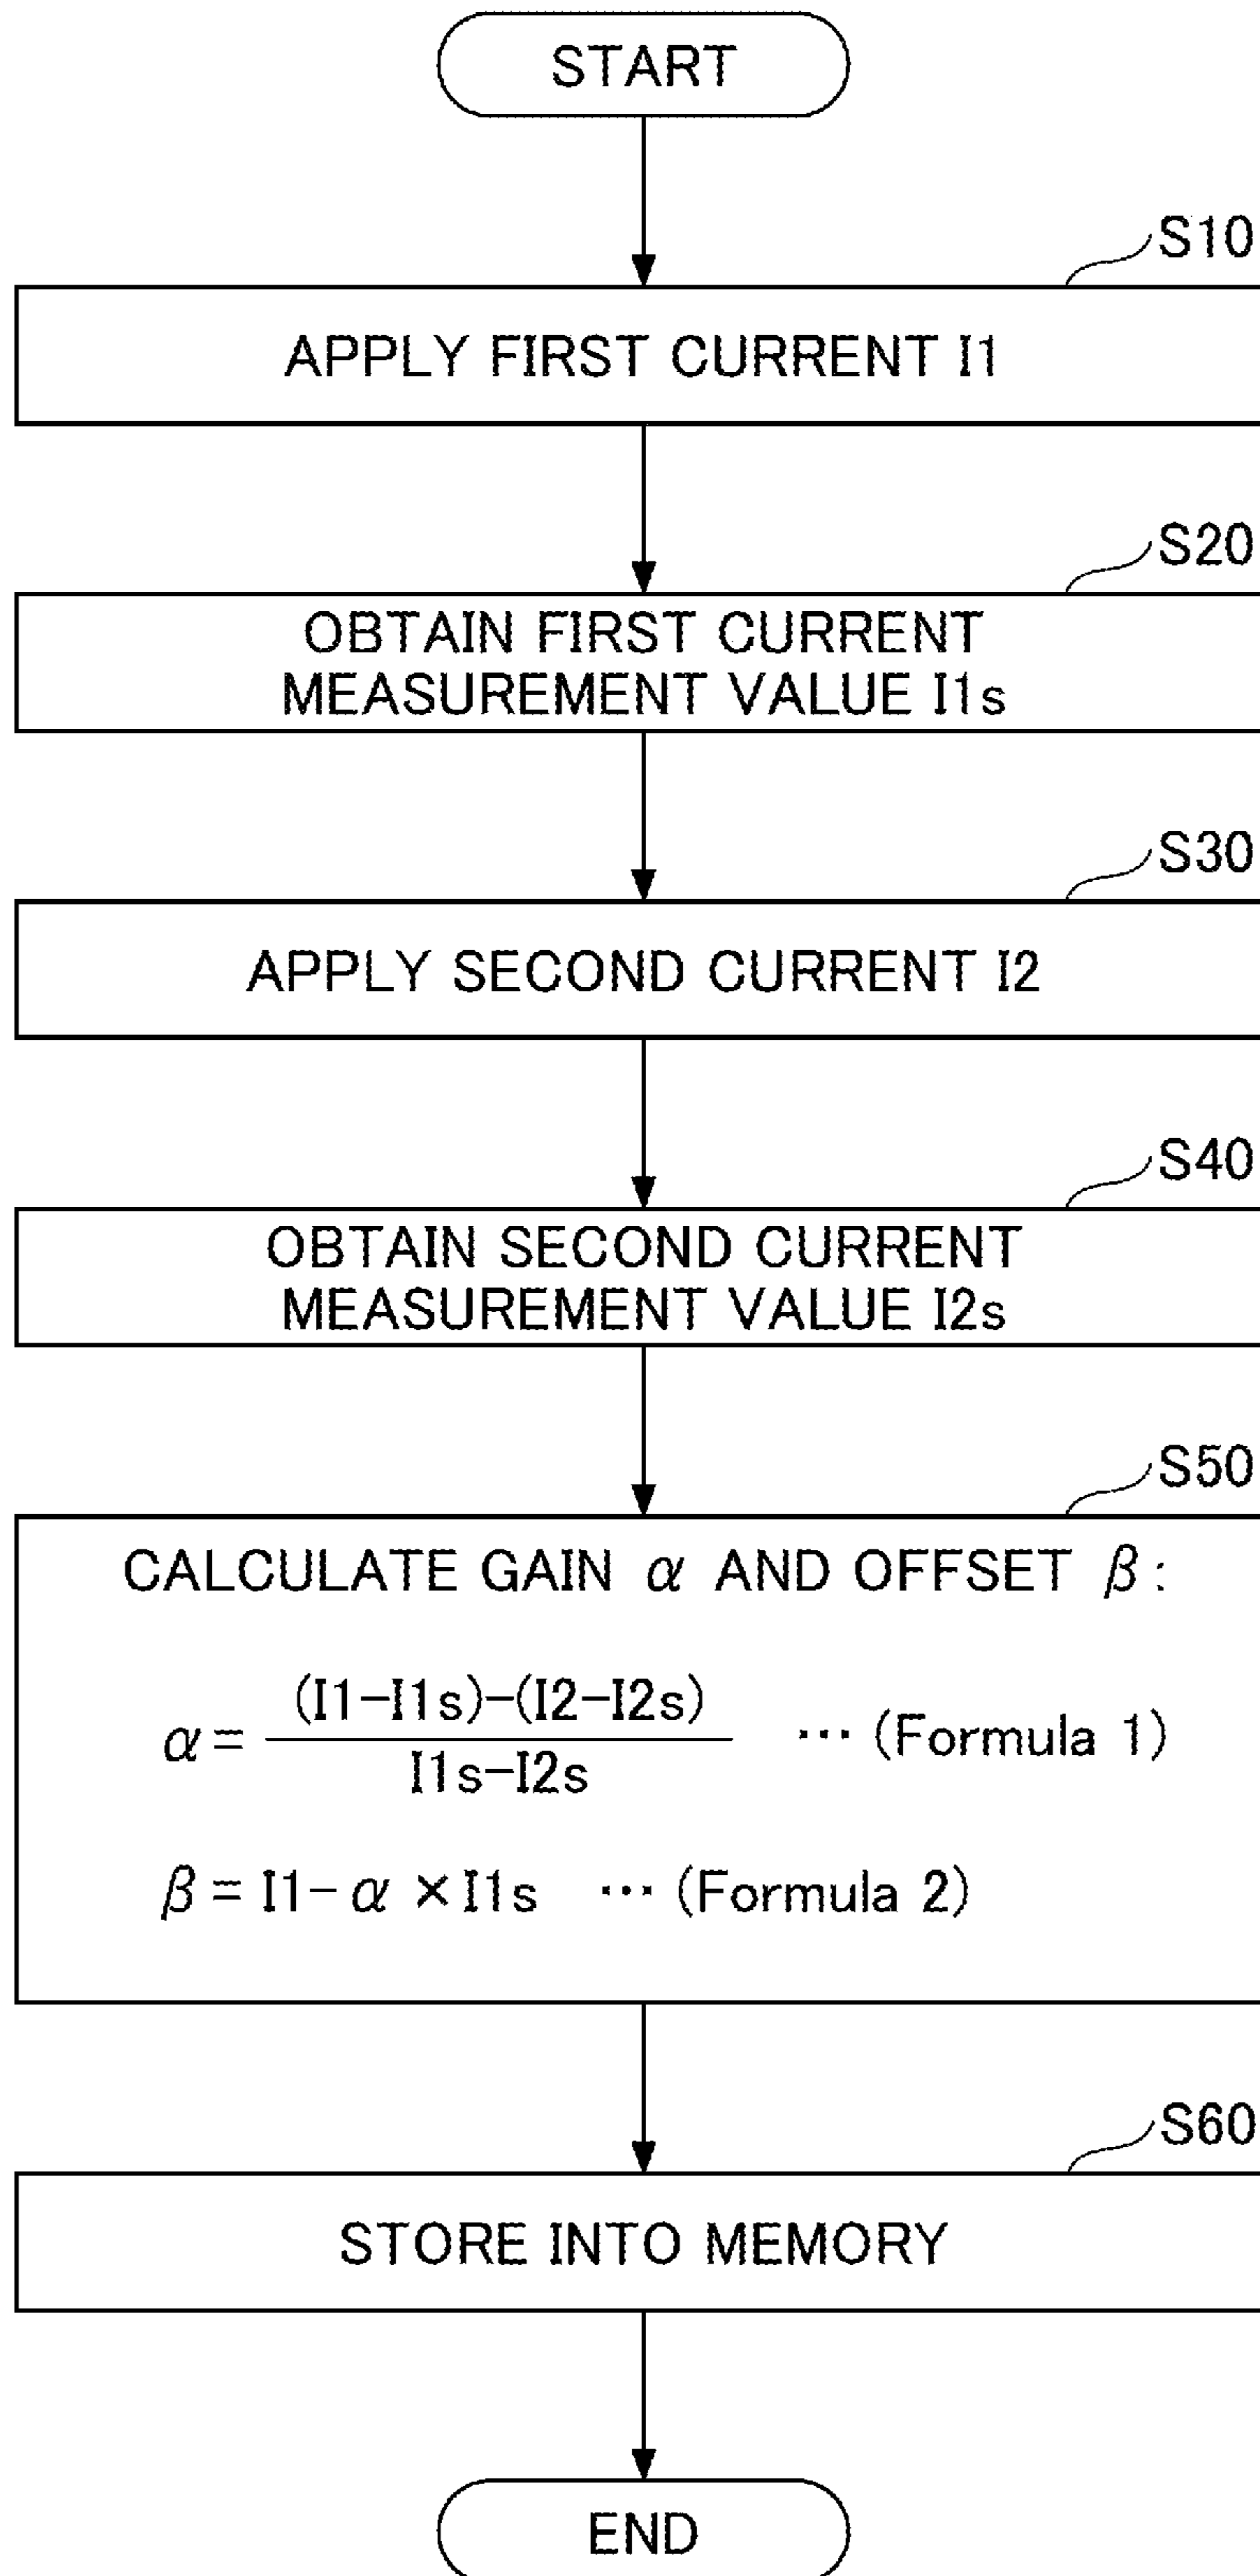 START
S10
APPLY FIRST CURRENT I1
S20
OBTAIN FIRST CURRENT
MEASUREMENT VALUE I1s
S30
APPLY SECOND CURRENT I2
S40
OBTAIN SECOND CURRENT
MEASUREMENT VALUE I2s
S50
CALCULATE GAIN α AND OFFSET β:
α = (I1-I1s)-(I2-I2s) / I1s-I2s ··· (Formula 1)
β = I1- α × I1s ··· (Formula 2)
S60
STORE INTO MEMORY
END